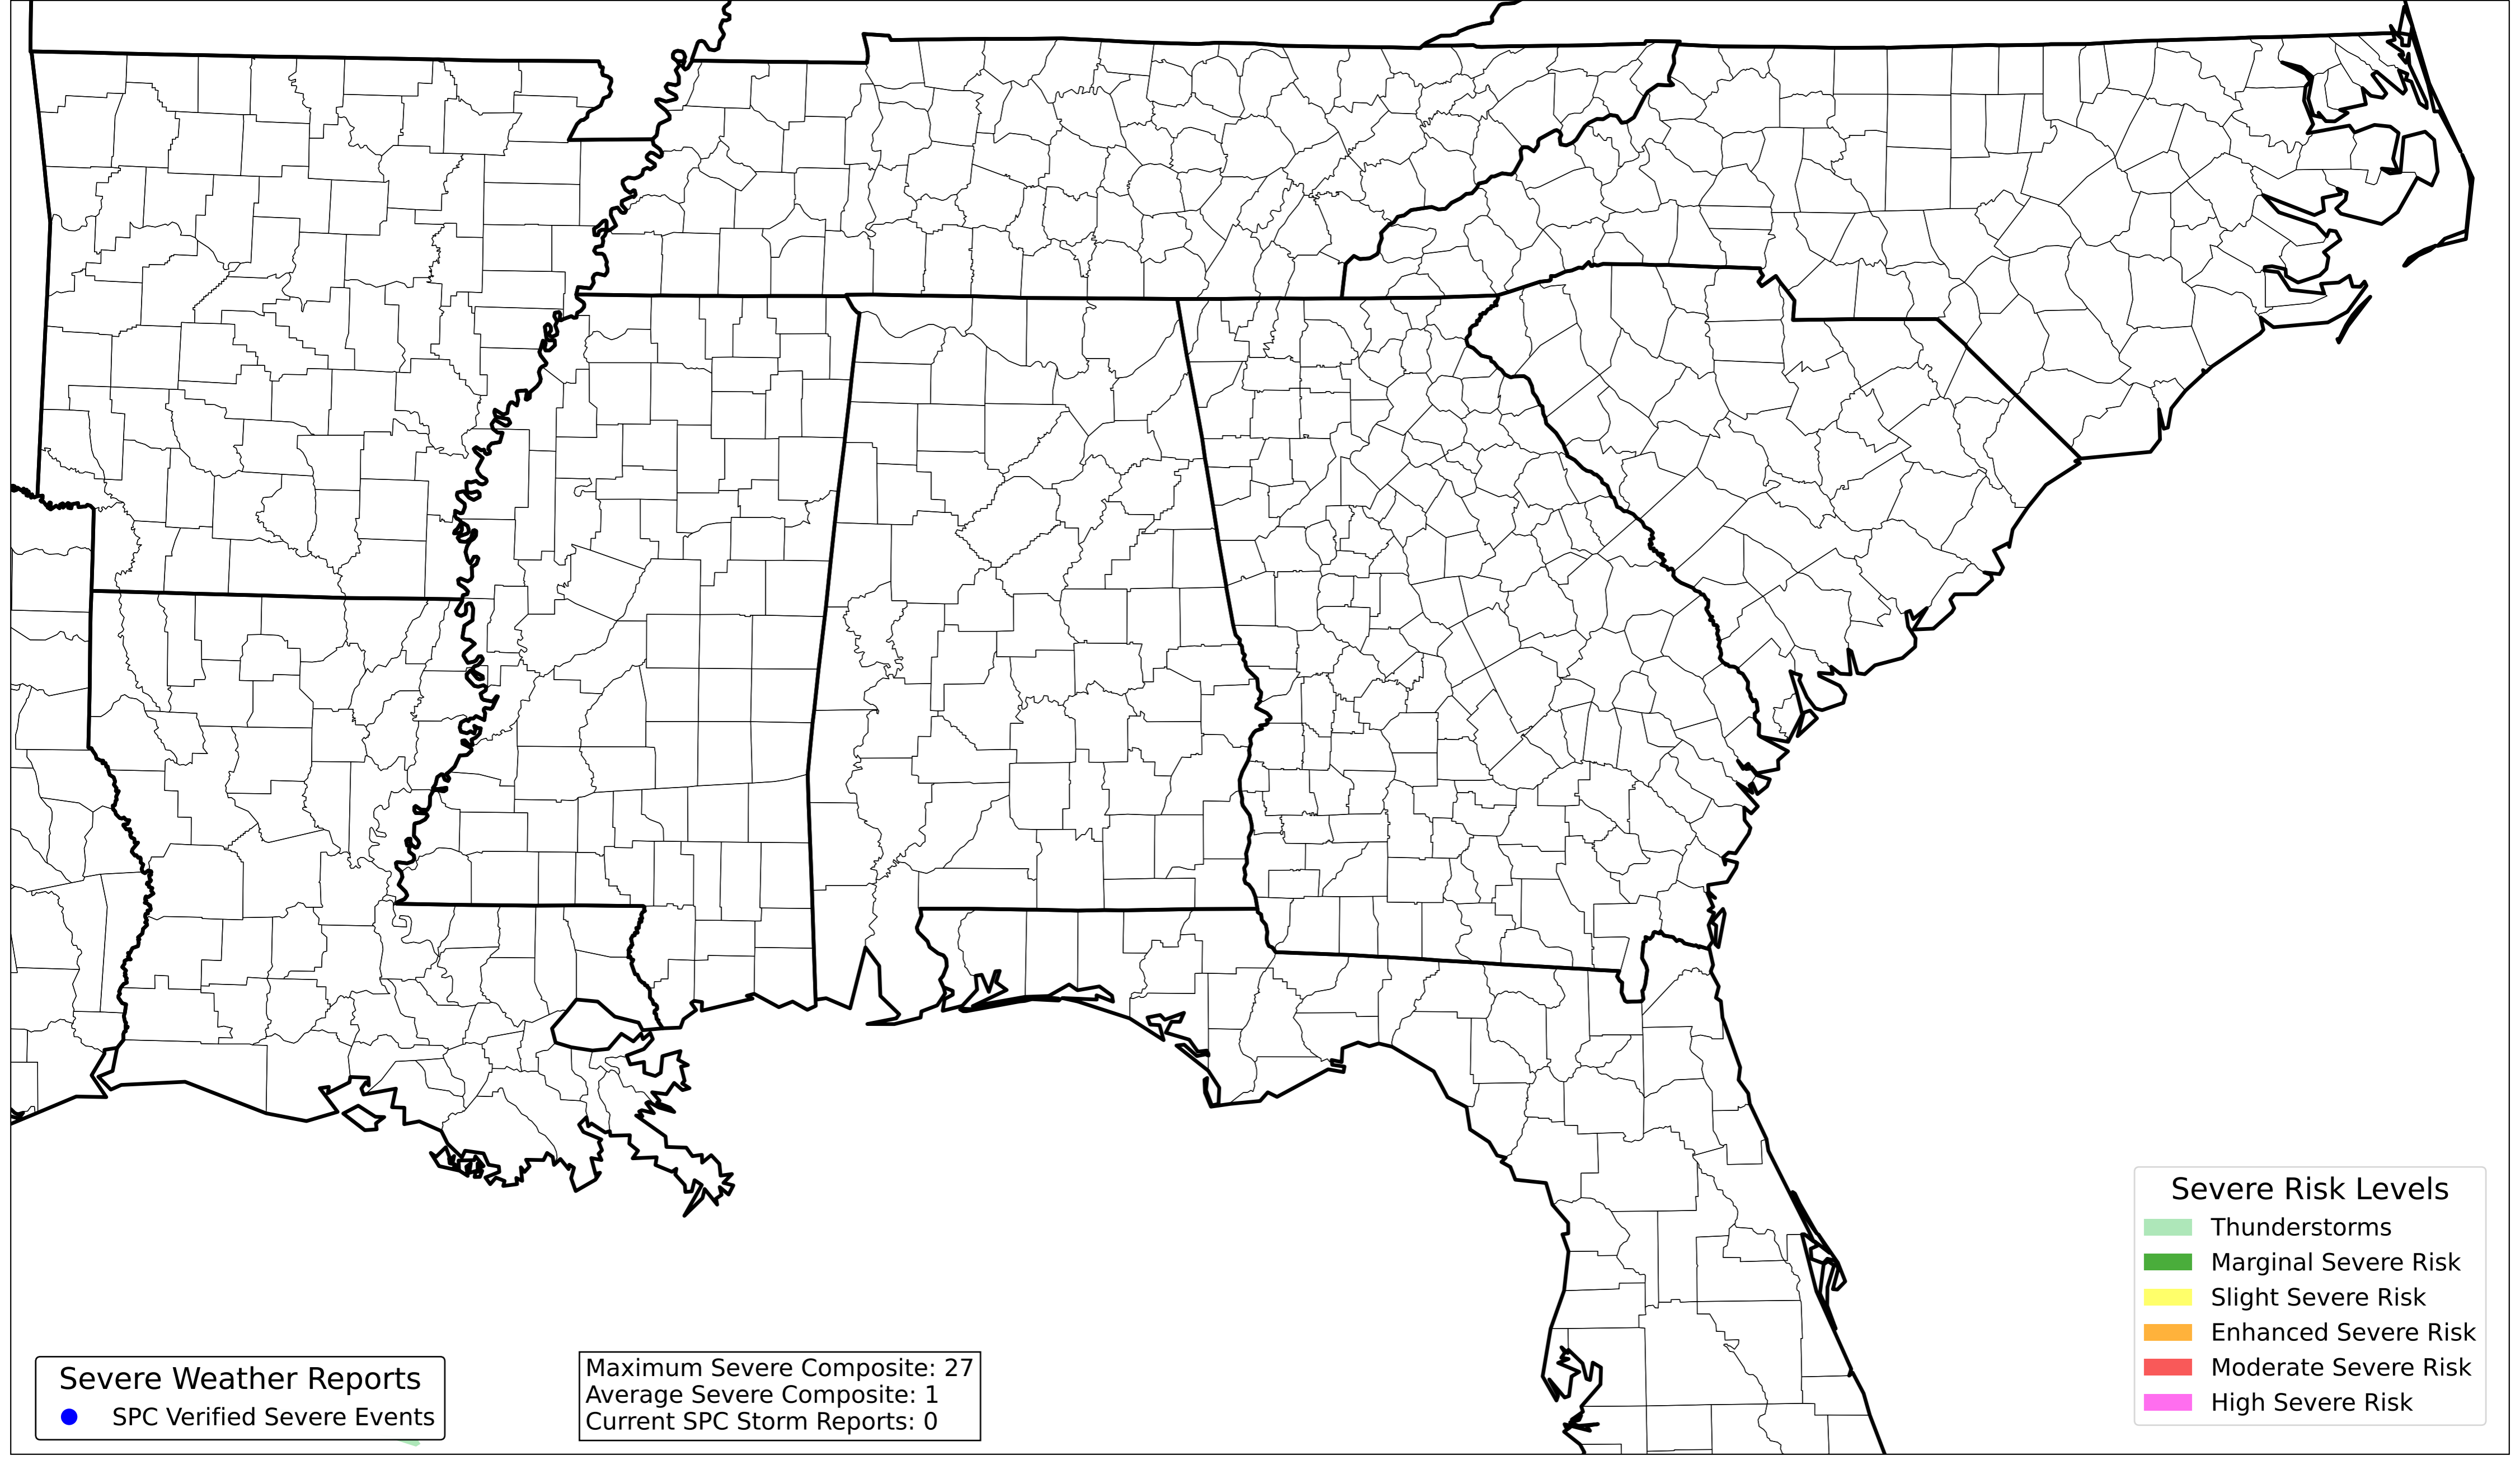 Severe Weather Reports
SPC Verified Severe Events
Maximum Severe Composite: 27
Average Severe Composite: 1
Current SPC Storm Reports: 0
Severe Risk Levels
Thunderstorms
Marginal Severe Risk
Slight Severe Risk
Enhanced Severe Risk
Moderate Severe Risk
High Severe Risk